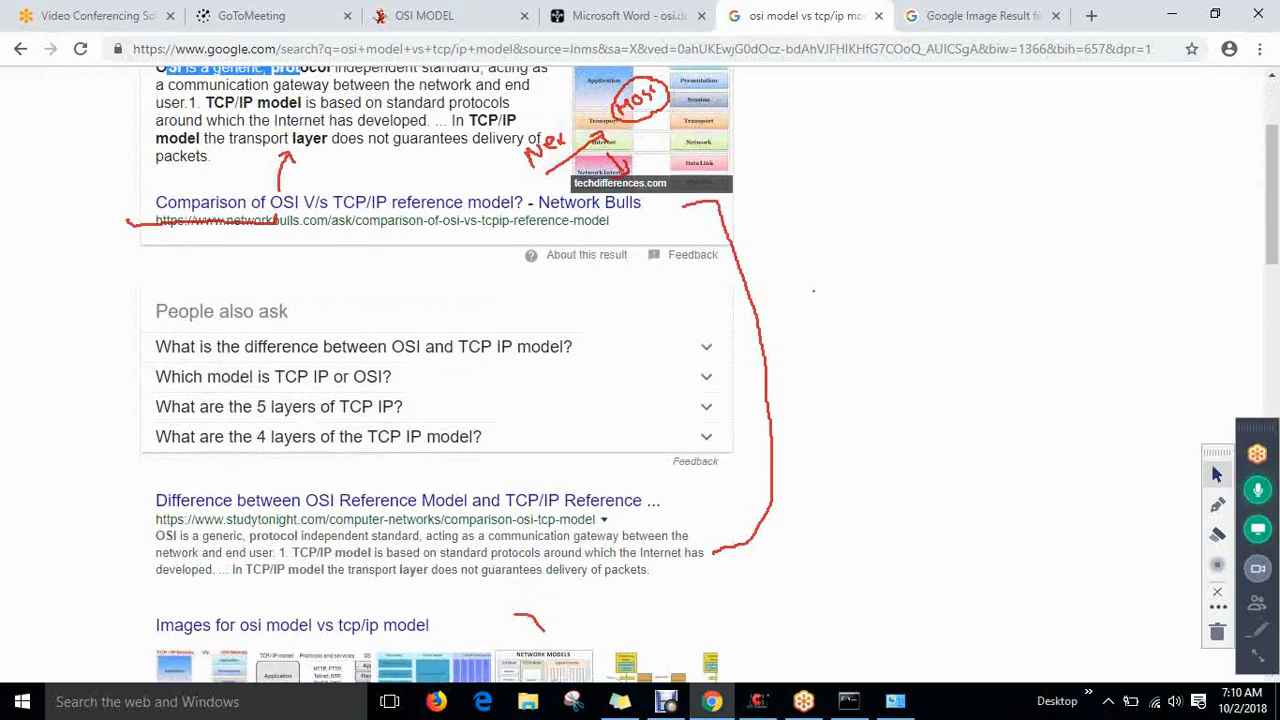 Video Conferencing So
GoToMeeting
OSI MODEL
Microsoft Word - osi.do
osi model vs tcp/ip mo
Google Image Result fo
https://www.google.com/search?q=osi+model+vs+tcp/ip+model&source=lnms&sa=X&ved=0ahUKEwjG0dOcz-bdAhVJFHIKHfG7COoQ_AUICSgA&biw=1366&bih=657&dpr=1
OSI is a generic, protocol independent standard, acting as
a communication gateway between the network and end
user.1. TCP/IP model is based on standard protocols
around which the Internet has developed. ... In TCP/IP
model the transport layer does not guarantees delivery of
packets.
Application
Presentation
Session
Transport
Transport
Internet
Network
Data Link
Host
Net
techdifferences.com
Comparison of OSI V/s TCP/IP reference model? - Network Bulls
https://www.networkbulls.com/ask/comparison-of-osi-vs-tcpip-reference-model
About this result
Feedback
People also ask
What is the difference between OSI and TCP IP model?
Which model is TCP IP or OSI?
What are the 5 layers of TCP IP?
What are the 4 layers of the TCP IP model?
Feedback
Difference between OSI Reference Model and TCP/IP Reference ...
https://www.studytonight.com/computer-networks/comparison-osi-tcp-model
OSI is a generic, protocol independent standard, acting as a communication gateway between the
network and end user. 1. TCP/IP model is based on standard protocols around which the Internet has
developed. ... In TCP/IP model the transport layer does not guarantees delivery of packets.
Images for osi model vs tcp/ip model
TCP/IP model
Protocols and services
Application
HTTP, FTTP,
NETWORK MODELS
Search the web and Windows
Desktop
7:10 AM
10/2/2018